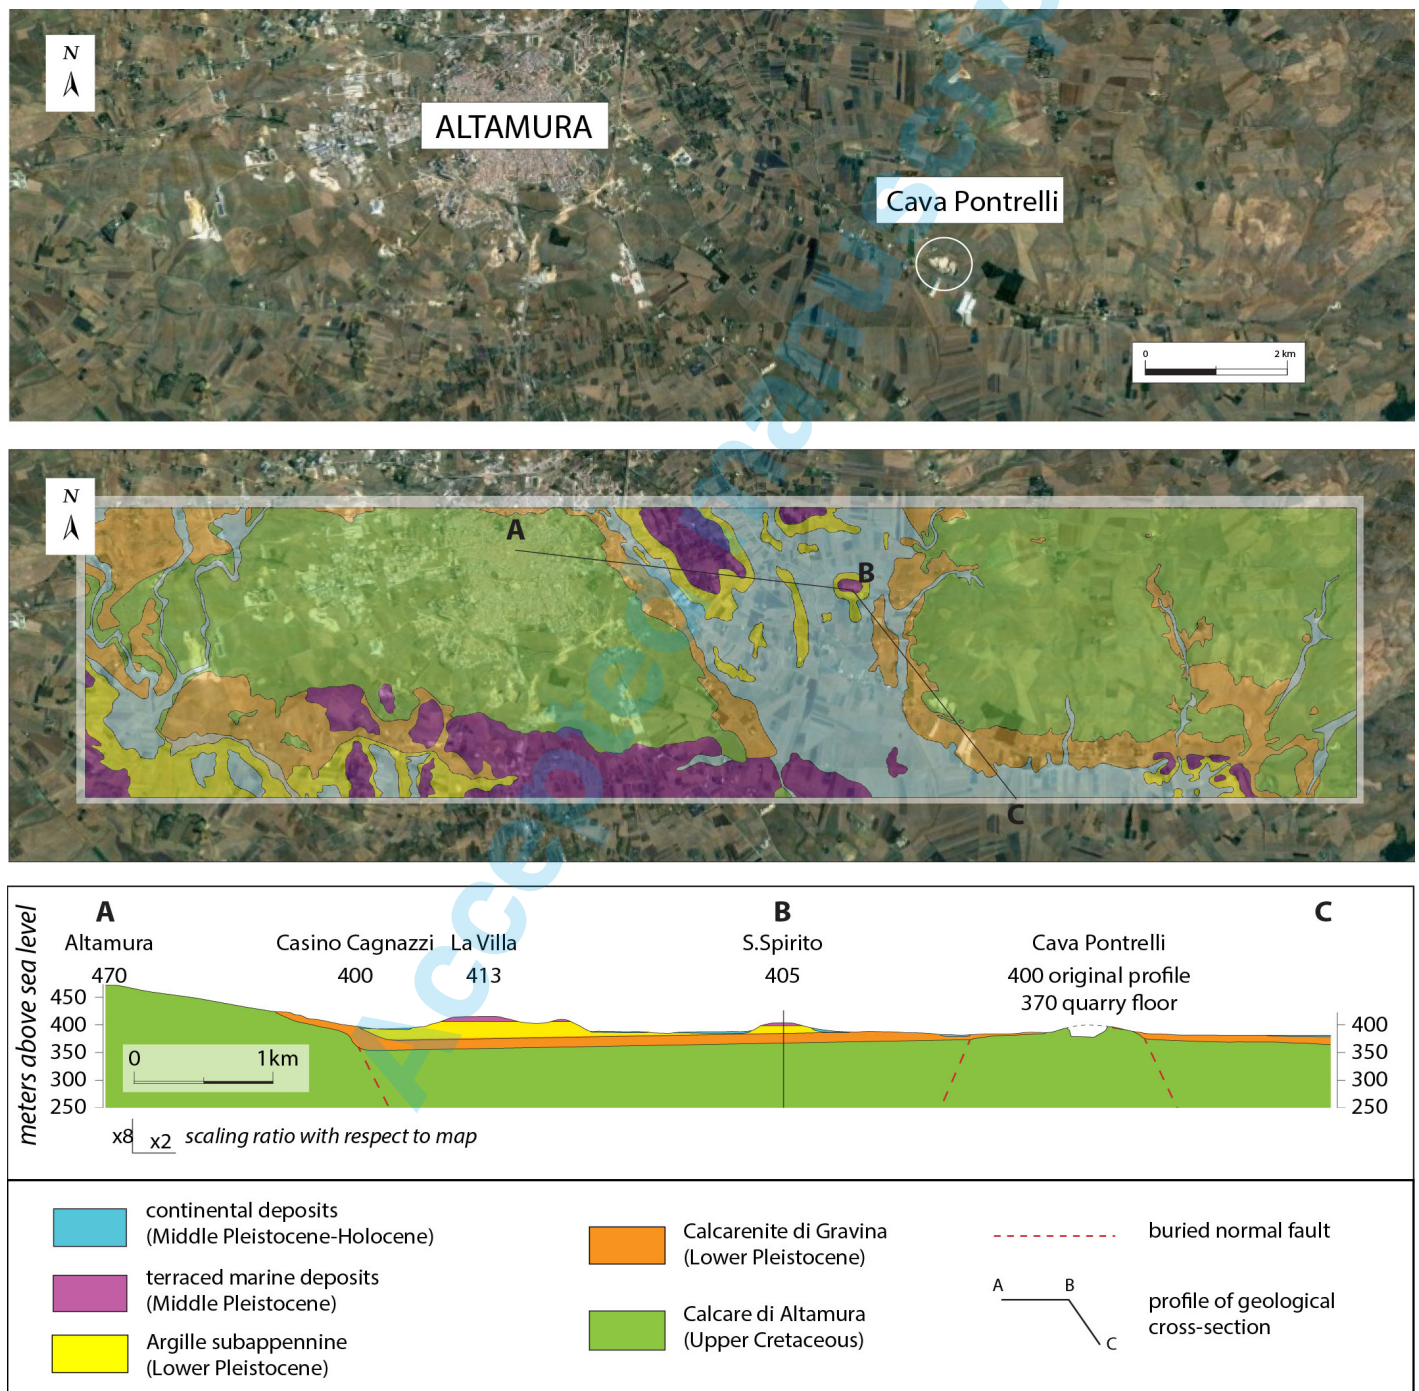 N
ALTAMURA
Cava Pontrelli
0 2 km
N
A
B
C
Accepted manuscrip
A B C
Altamura Casino Cagnazzi La Villa S.Spirito Cava Pontrelli
470 400 413 405 400 original profile
370 quarry floor
meters above sea level
450
400
350
300
250
400
350
300
250
0 1km
x8 x2 scaling ratio with respect to map
continental deposits
(Middle Pleistocene-Holocene)
terraced marine deposits
(Middle Pleistocene)
Argille subappennine
(Lower Pleistocene)
Calcarenite di Gravina
(Lower Pleistocene)
Calcare di Altamura
(Upper Cretaceous)
buried normal fault
A B
C
profile of geological
cross-section